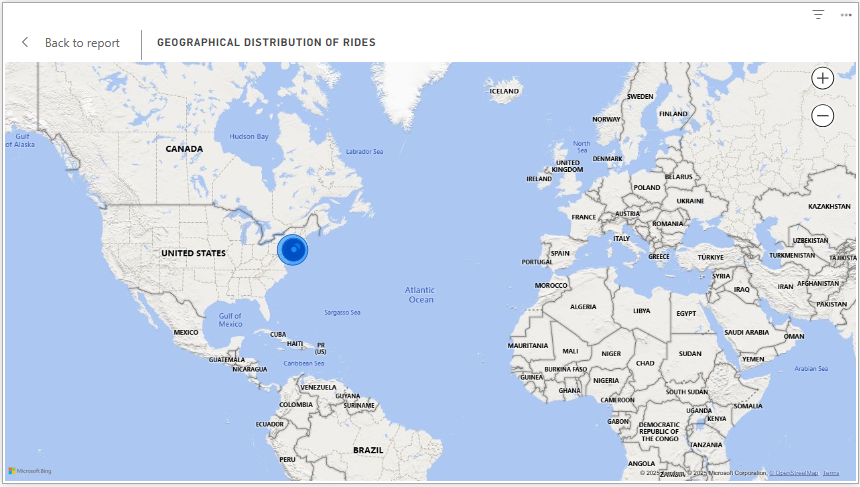 Back to report
GEOGRAPHICAL DISTRIBUTION OF RIDES
ICELAND
SWEDEN
FINLAND
NORWAY
Gulf
of Alaska
Hudson Bay
CANADA
Labrador Sea
North
Sea
DENMARK
UNITED
KINGDOM
IRELAND
BELARUS
POLAND
UKRAINE
KAZAKHSTAN
FRANCE
AUSTRIA
ROMANIA
ITALY
UZBEKISTAN
UNITED STATES
SPAIN
PORTUGAL
GREECE
TÜRKIYE
TURKMENISTAN
TAJIKISTA
SYRIA
MOROCCO
IRAQ
IRAN
AFGHANISTAN
Atlantic
Ocean
PAKISTAN
ALGERIA
LIBYA
EGYPT
Gulf of
Mexico
Sargasso Sea
MEXICO
CUBA
HAITI
PR
(US)
SAUDI ARABIA
OMAN
MAURITANIA
MALI
NIGER
CHAD
SUDAN
YEMEN
GUATEMALA
NICARAGUA
Caribbean Sea
Arabian Sea
BURKINA FASO
GUINEA
GHANA
NIGERIA
VENEZUELA
GUYANA
SURINAME
COLOMBIA
CAMEROON
SOUTH SUDAN
SOMALIA
UGANDA
KENYA
GABON
DEMOCRATIC
REPUBLIC OF
THE CONGO
ECUADOR
TANZANIA
BRAZIL
PERU
ANGOLA
Microsoft Bing
© 2025 TomTom, © 2025 Microsoft Corporation, © OpenStreetMap Terms